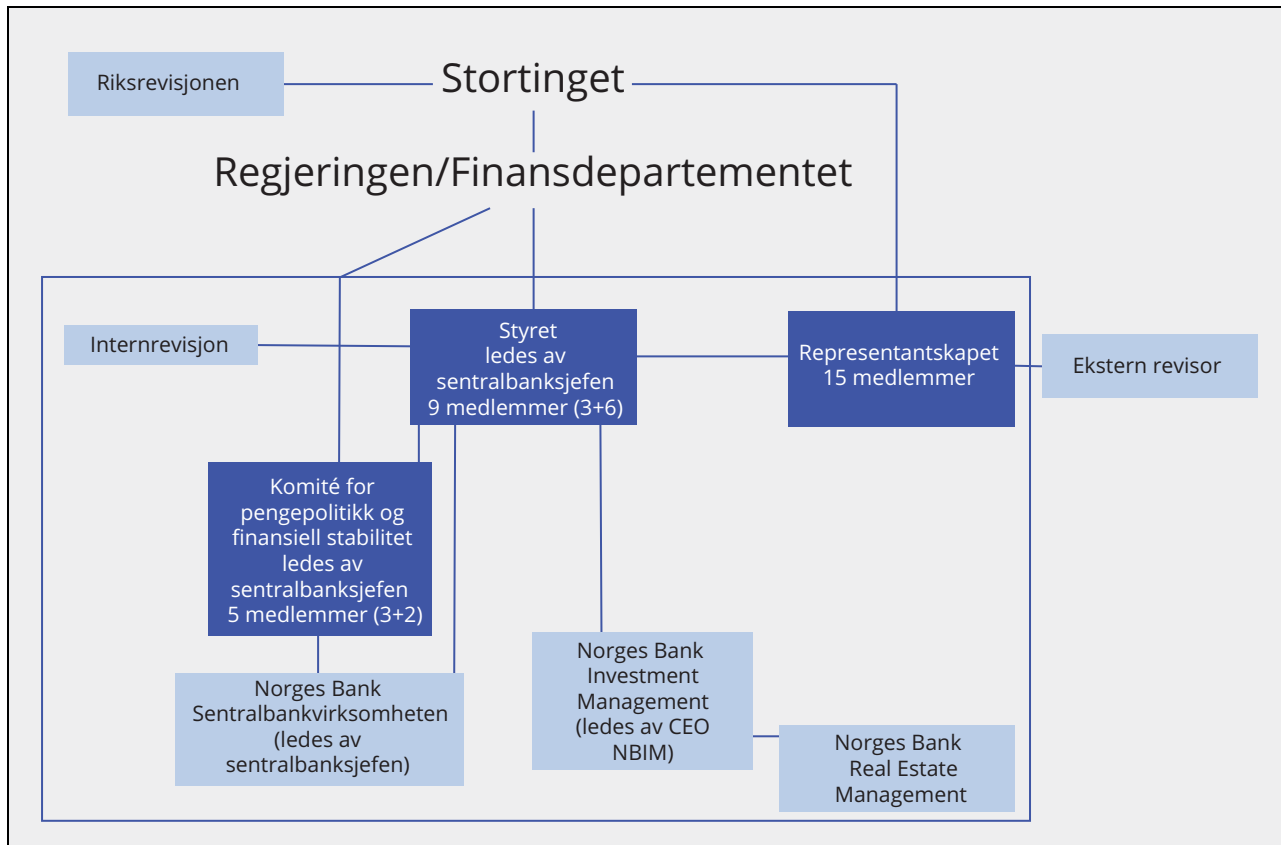 Riksrevisjonen
Stortinget
Regjeringen/Finansdepartementet
Internrevisjon
Styret
ledes av
sentralbanksjefen
9 medlemmer (3+6)
Representantskapet
15 medlemmer
Ekstern revisor
Komité for
pengepolitikk og
finansiell stabilitet
ledes av
sentralbanksjefen
5 medlemmer (3+2)
Norges Bank
Sentralbankvirksomheten
(ledes av
sentralbanksjefen)
Norges Bank
Investment
Management
(ledes av CEO
NBIM)
Norges Bank
Real Estate
Management